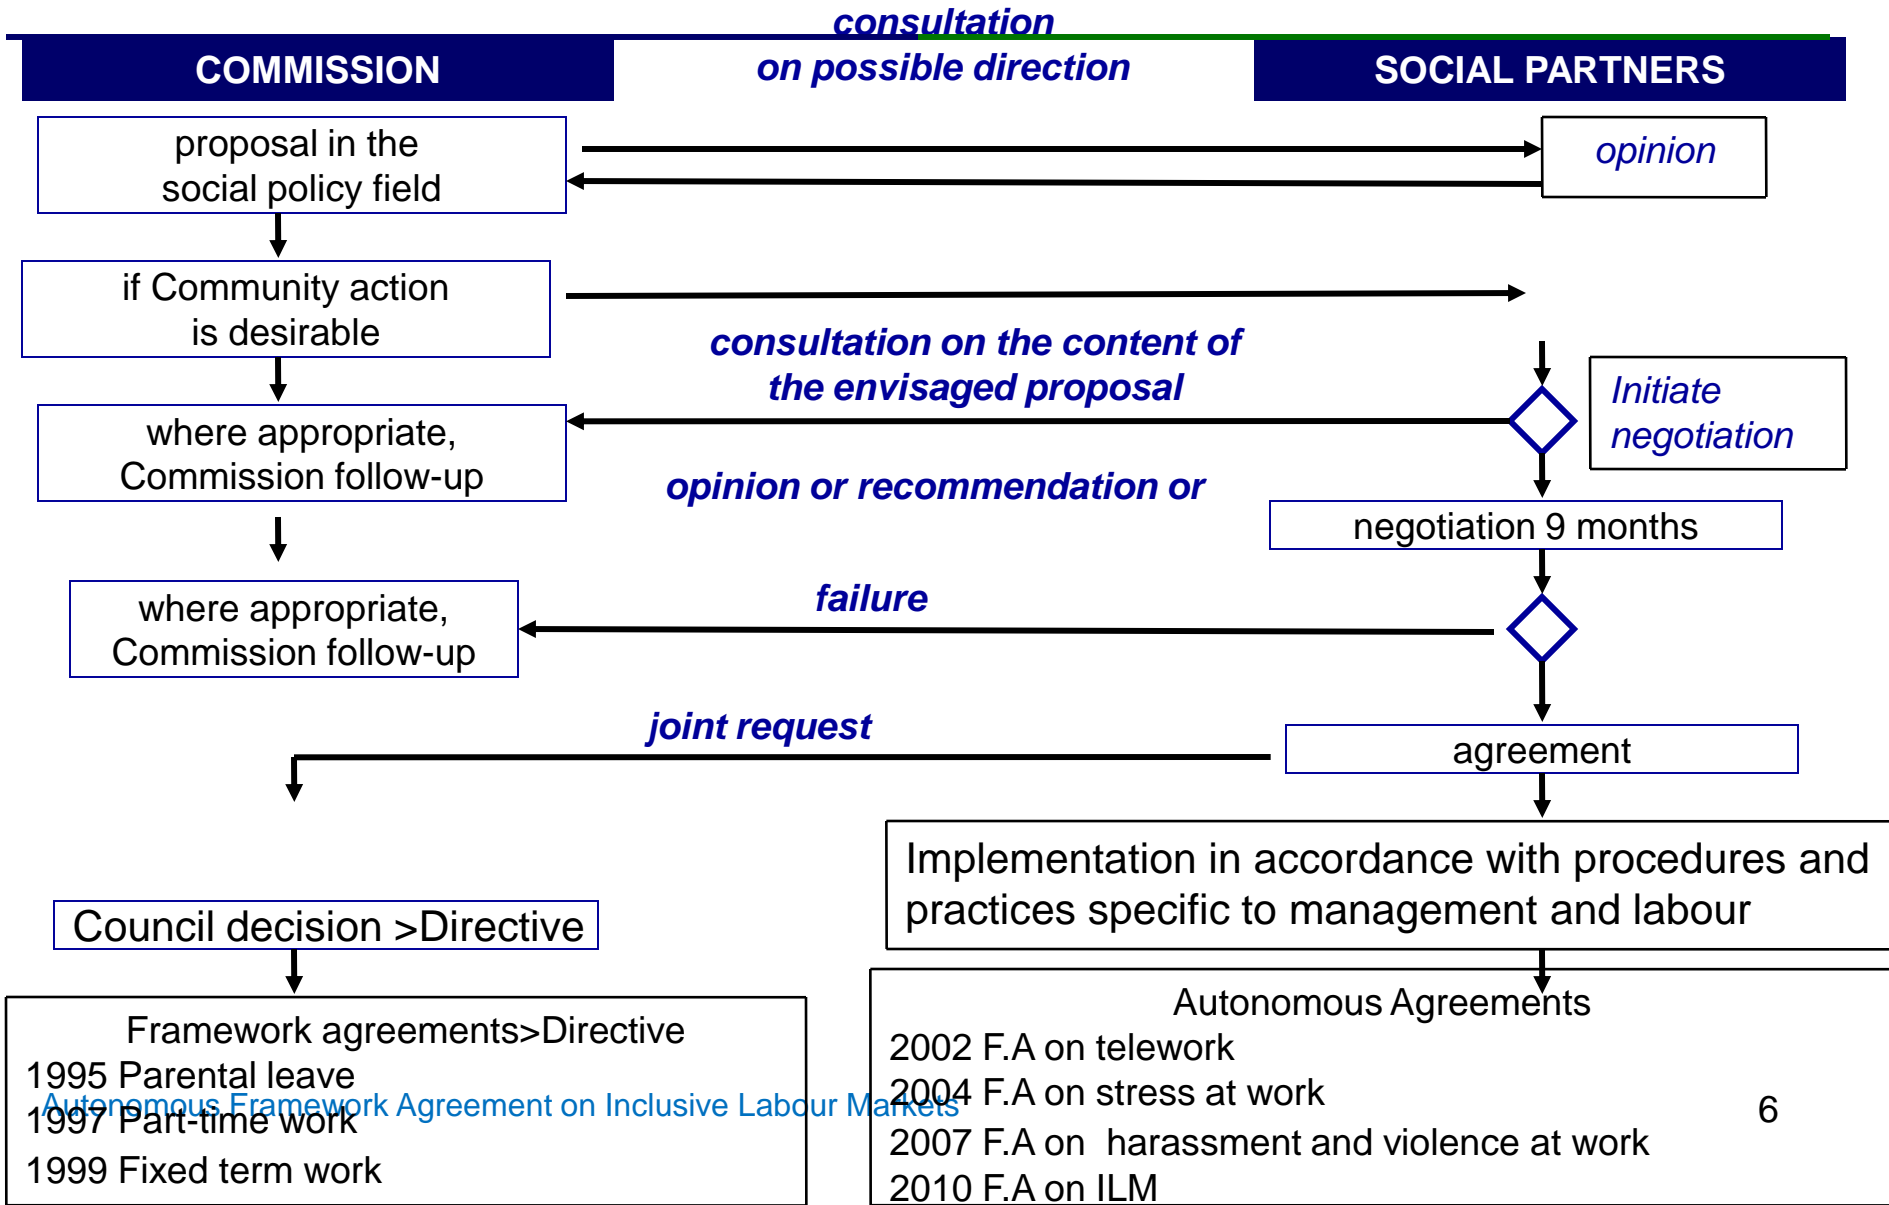 consultation
on possible direction
COMMISSION
SOCIAL PARTNERS
proposal in the
social policy field
opinion
if Community action
is desirable
consultation on the content of
the envisaged proposal
Initiate
negotiation
where appropriate,
Commission follow-up
opinion or recommendation or
negotiation 9 months
where appropriate,
Commission follow-up
failure
joint request
agreement
Implementation in accordance with procedures and
practices specific to management and labour
Council decision >Directive
Framework agreements>Directive
1995 Parental leave
1997 Part-time work
1999 Fixed term work
Autonomous Agreements
2002 F.A on telework
2004 F.A on stress at work
2007 F.A on  harassment and violence at work
2010 F.A on ILM
Autonomous Framework Agreement on Inclusive Labour Markets
6